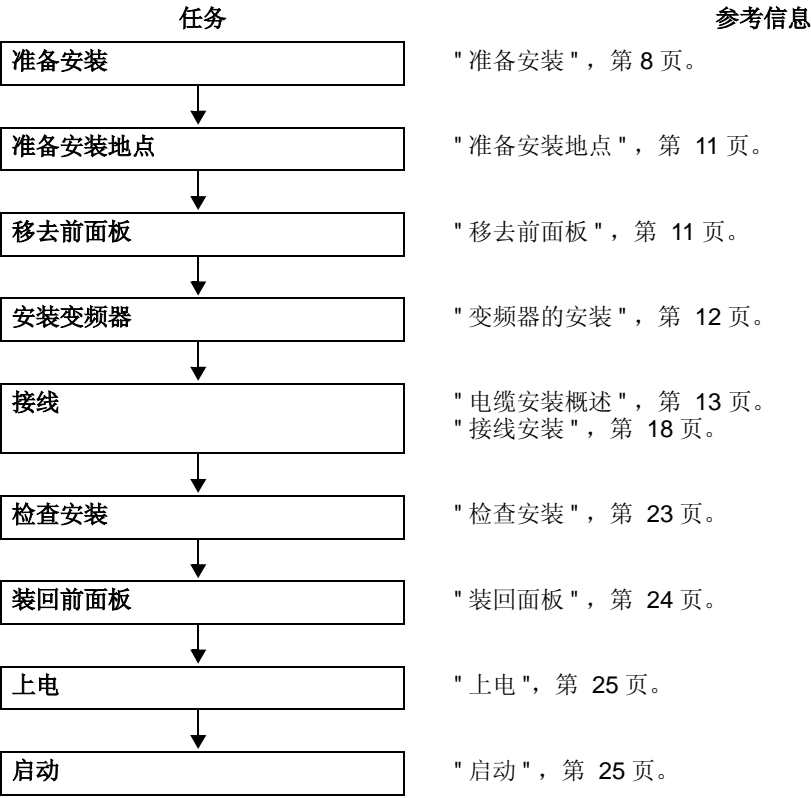 任务 参考信息
准备安装 "准备安装"，第 8 页。
准备安装地点 "准备安装地点"，第 11 页。
移去前面板 "移去前面板"，第 11 页。
安装变频器 "变频器的安装"，第 12 页。
接线 "电缆安装概述"，第 13 页。
"接线安装"，第 18 页。
检查安装 "检查安装"，第 23 页。
装回前面板 "装回面板"，第 24 页。
上电 "上电"，第 25 页。
启动 "启动"，第 25 页。